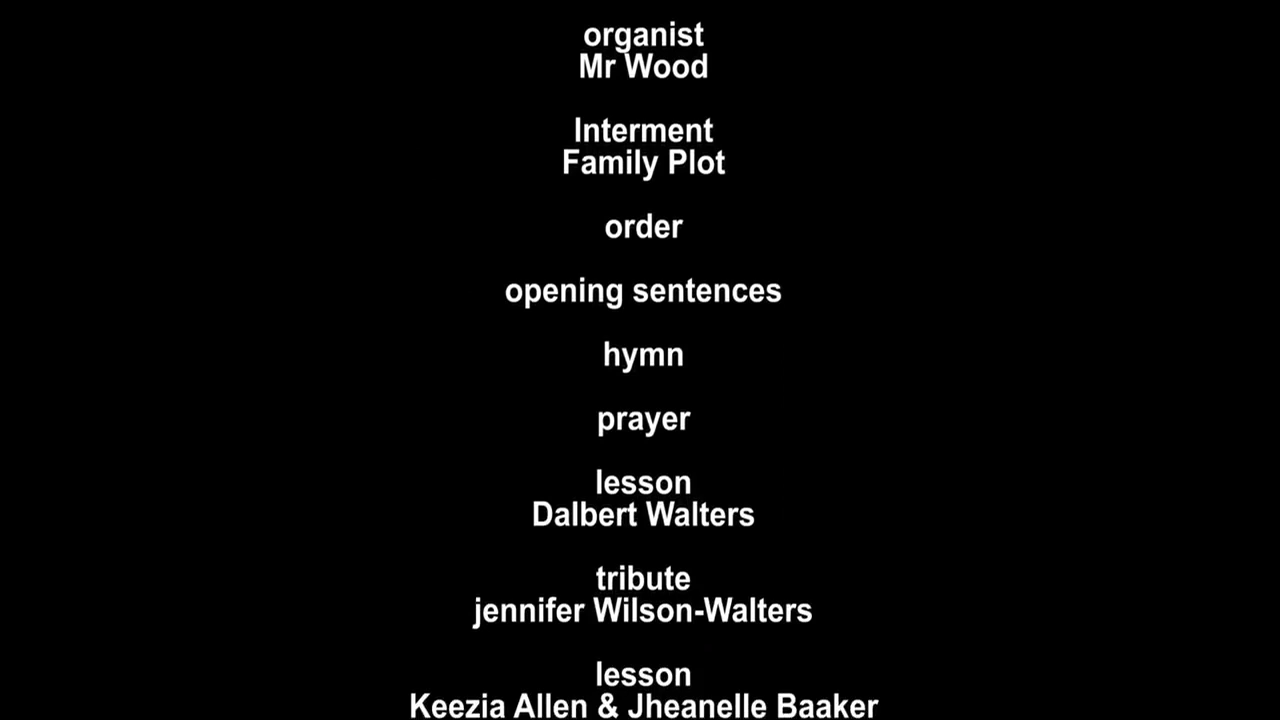 organist
Mr Wood
Interment
Family Plot
order
opening sentences
hymn
prayer
lesson
Dalbert Walters
tribute
jennifer Wilson-Walters
lesson
Keezia Allen & Jheanelle Baaker